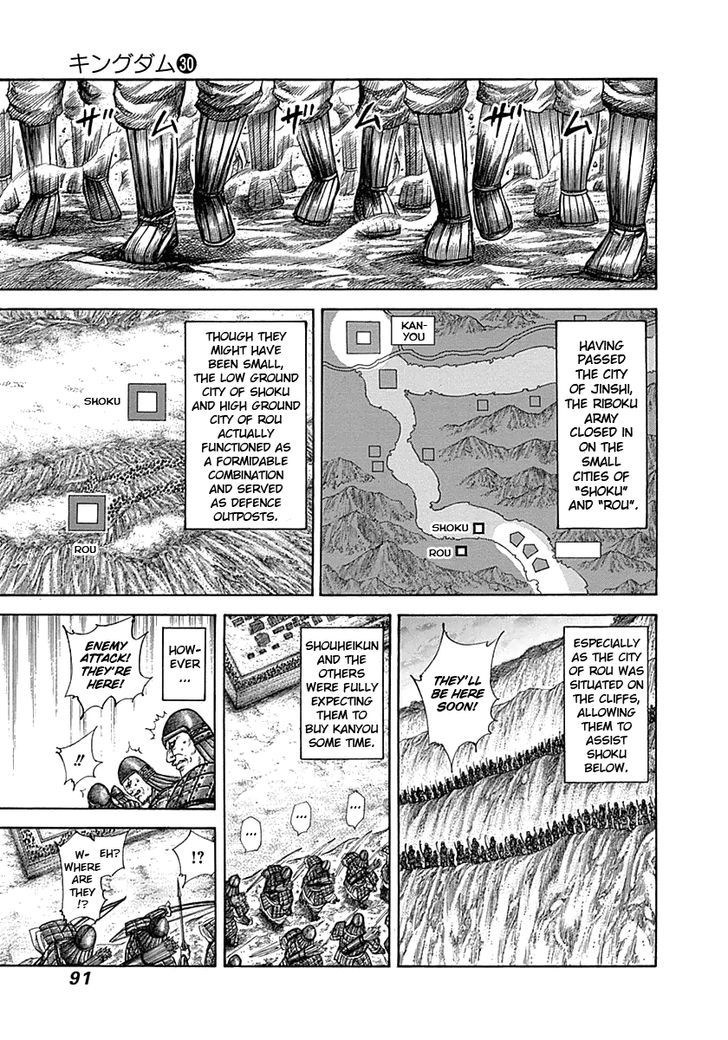 キングダム30
ザ
ム
ザ
ム
ザ
ム
HAVING
PASSED
THE CITY
OF JINSHI,
THE RIBOKU
ARMY
CLOSED IN
ON THE
SMALL
CITIES OF
"SHOKU"
AND "ROU".
KAN-
YOU
SHOKU
ROU
THOUGH THEY
MIGHT HAVE
BEEN SMALL,
THE LOW GROUND
CITY OF SHOKU
AND HIGH GROUND
CITY OF ROU
ACTUALLY
FUNCTIONED AS
A FORMIDABLE
COMBINATION
AND SERVED
AS DEFENCE
OUTPOSTS.
SHOKU
ROU
ESPECIALLY
AS THE CITY OF
ROU WAS
SITUATED ON
THE CLIFFS,
ALLOWING
THEM TO
ASSIST
SHOKU
BELOW.
THEY'LL
BE HERE
SOON!
SHOUHEIKUN
AND THE
OTHERS
WERE FULLY
EXPECTING
THEM TO
BUY KANYOU
SOME TIME.
...
...
...
HOW-
EVER
...
ENEMY
ATTACK!
THEY'RE
HERE!
!!
!?
EH?
W-
WHERE
ARE
THEY
!?
91